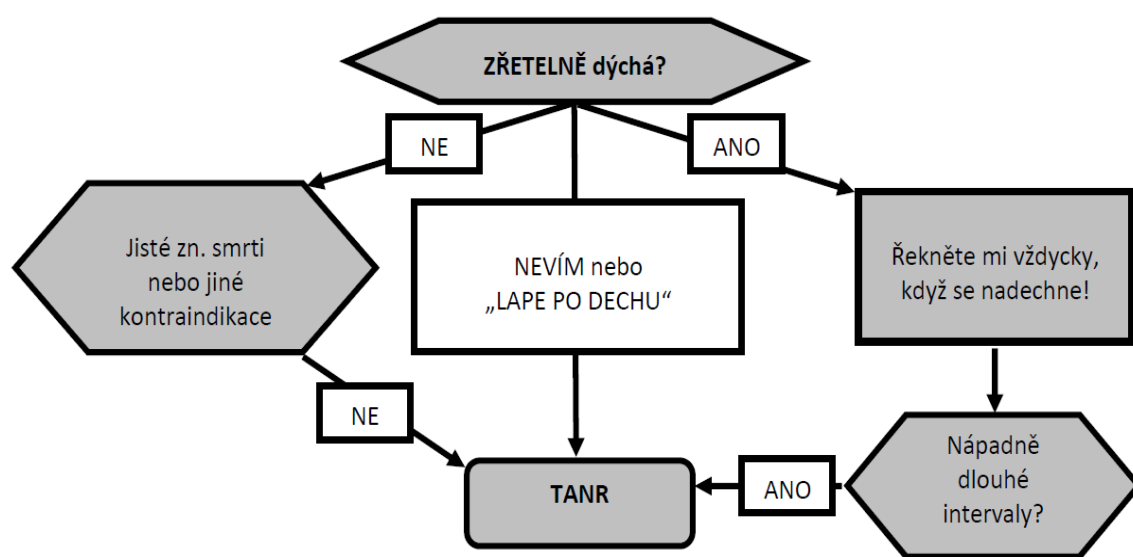 ZŘETELNĚ dýchá?
NE
ANO
Jisté zn. smrti
nebo jiné
kontraindikace
NEVÍM nebo
„LAPE PO DECHU“
Řekněte mi vždycky,
když se nadechne!
NE
TANR
ANO
Nápadně
dlouhé
intervaly?